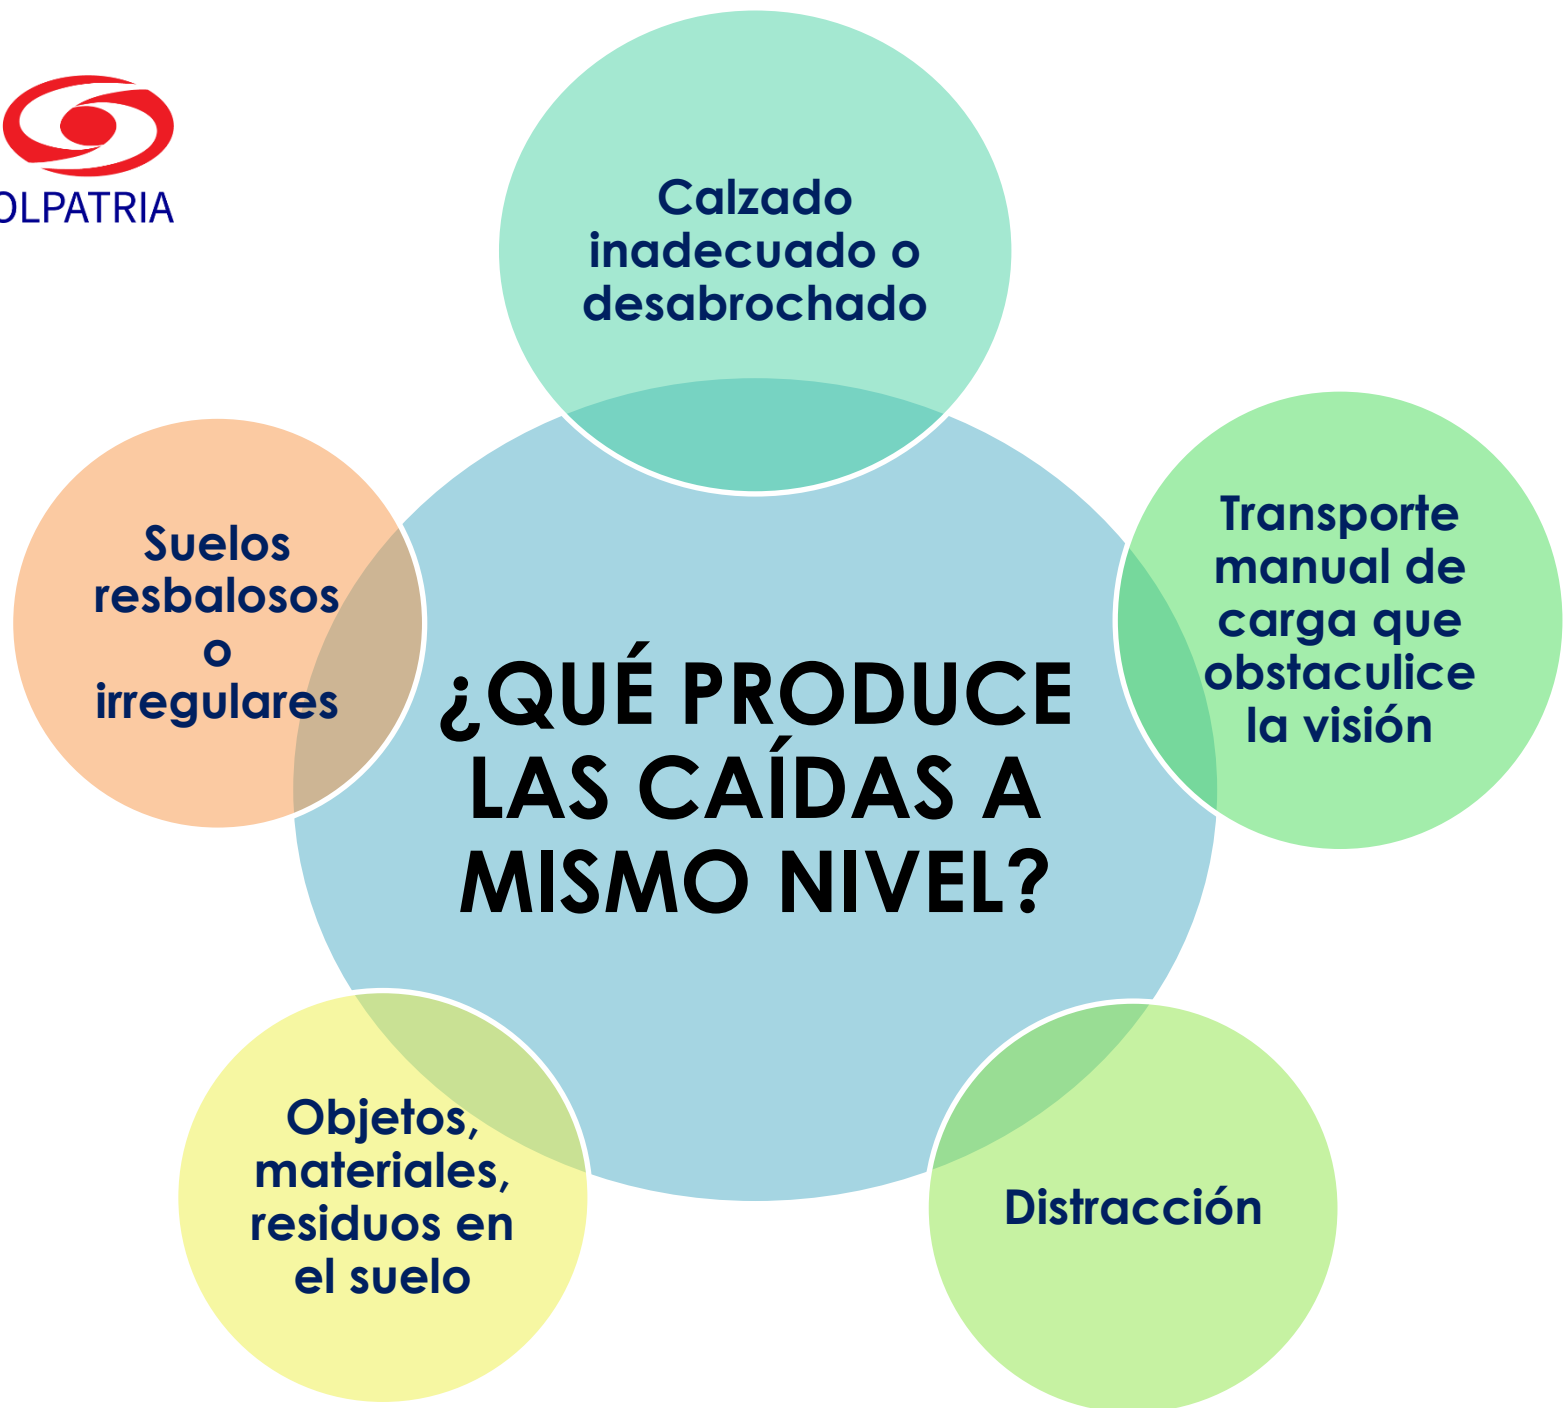 OLPATRIA
Calzado
inadecuado o
desabrochado
Transporte
manual de
carga que
obstaculice
la visión
Suelos
resbalosos
o
irregulares
¿QUÉ PRODUCE
LAS CAÍDAS A
MISMO NIVEL?
Objetos,
materiales,
residuos en
el suelo
Distracción